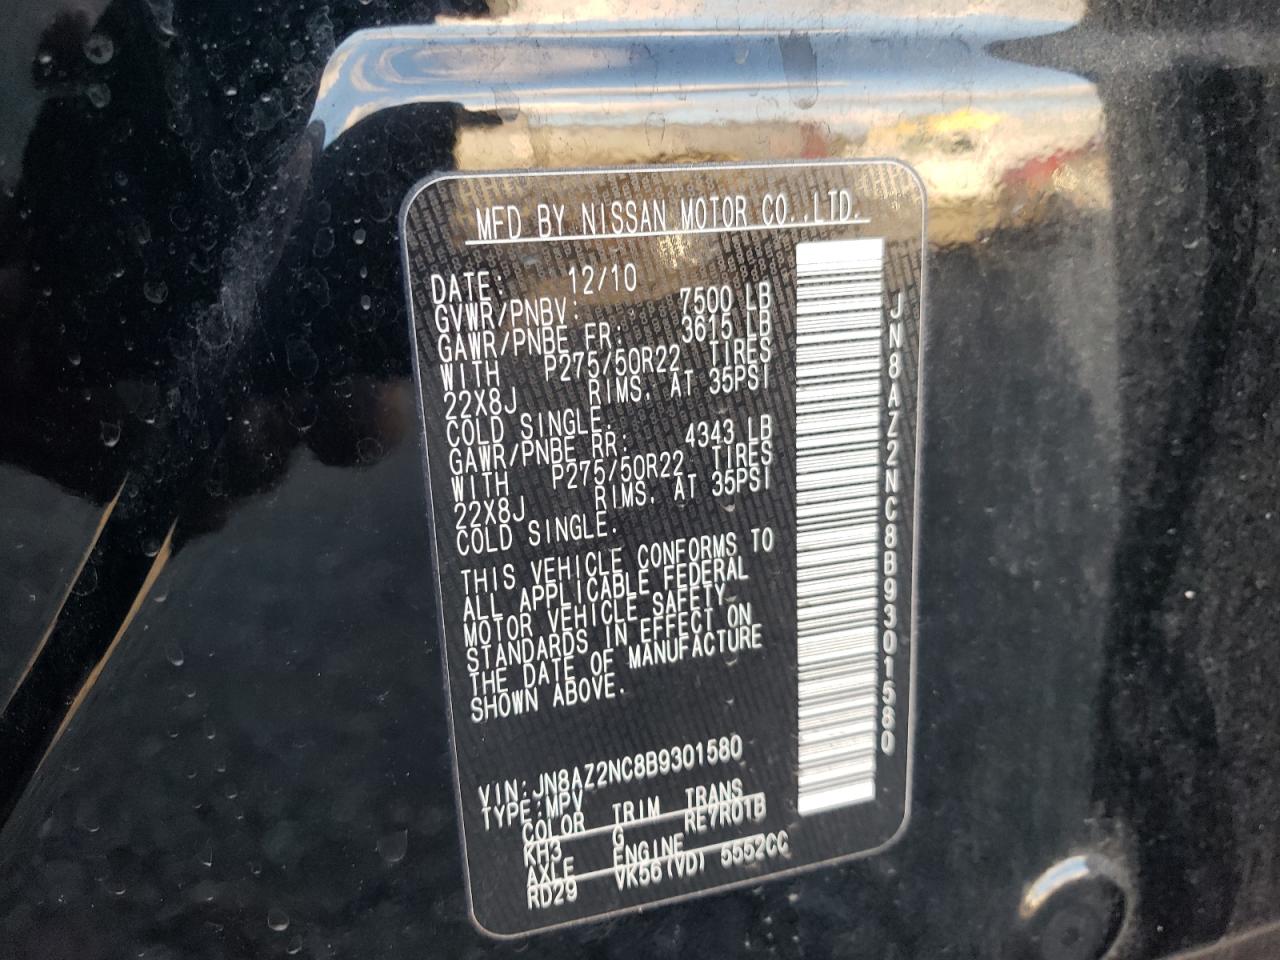 MFD BY NISSAN MOTOR CO.,LTD.
DATE: 12/10
GVWR/PNBV: 7500 LB
GAWR/PNBE FR: 3615 LB
WITH P275/50R22 TIRES
22X8J RIMS. AT 35PSI
COLD SINGLE.
GAWR/PNBE RR: 4343 LB
WITH P275/50R22 TIRES
22X8J RIMS. AT 35PSI
COLD SINGLE.
THIS VEHICLE CONFORMS TO
ALL APPLICABLE FEDERAL
MOTOR VEHICLE SAFETY
STANDARDS IN EFFECT ON
THE DATE OF MANUFACTURE
SHOWN ABOVE.
VIN:JN8AZ2NC8B9301580
TYPE:MPV
COLOR TRIM TRANS
KH3 G RE7R01B
AXLE ENGINE
RD29 VK56(VD) 5552CC
JN8AZ2NC8B9301580